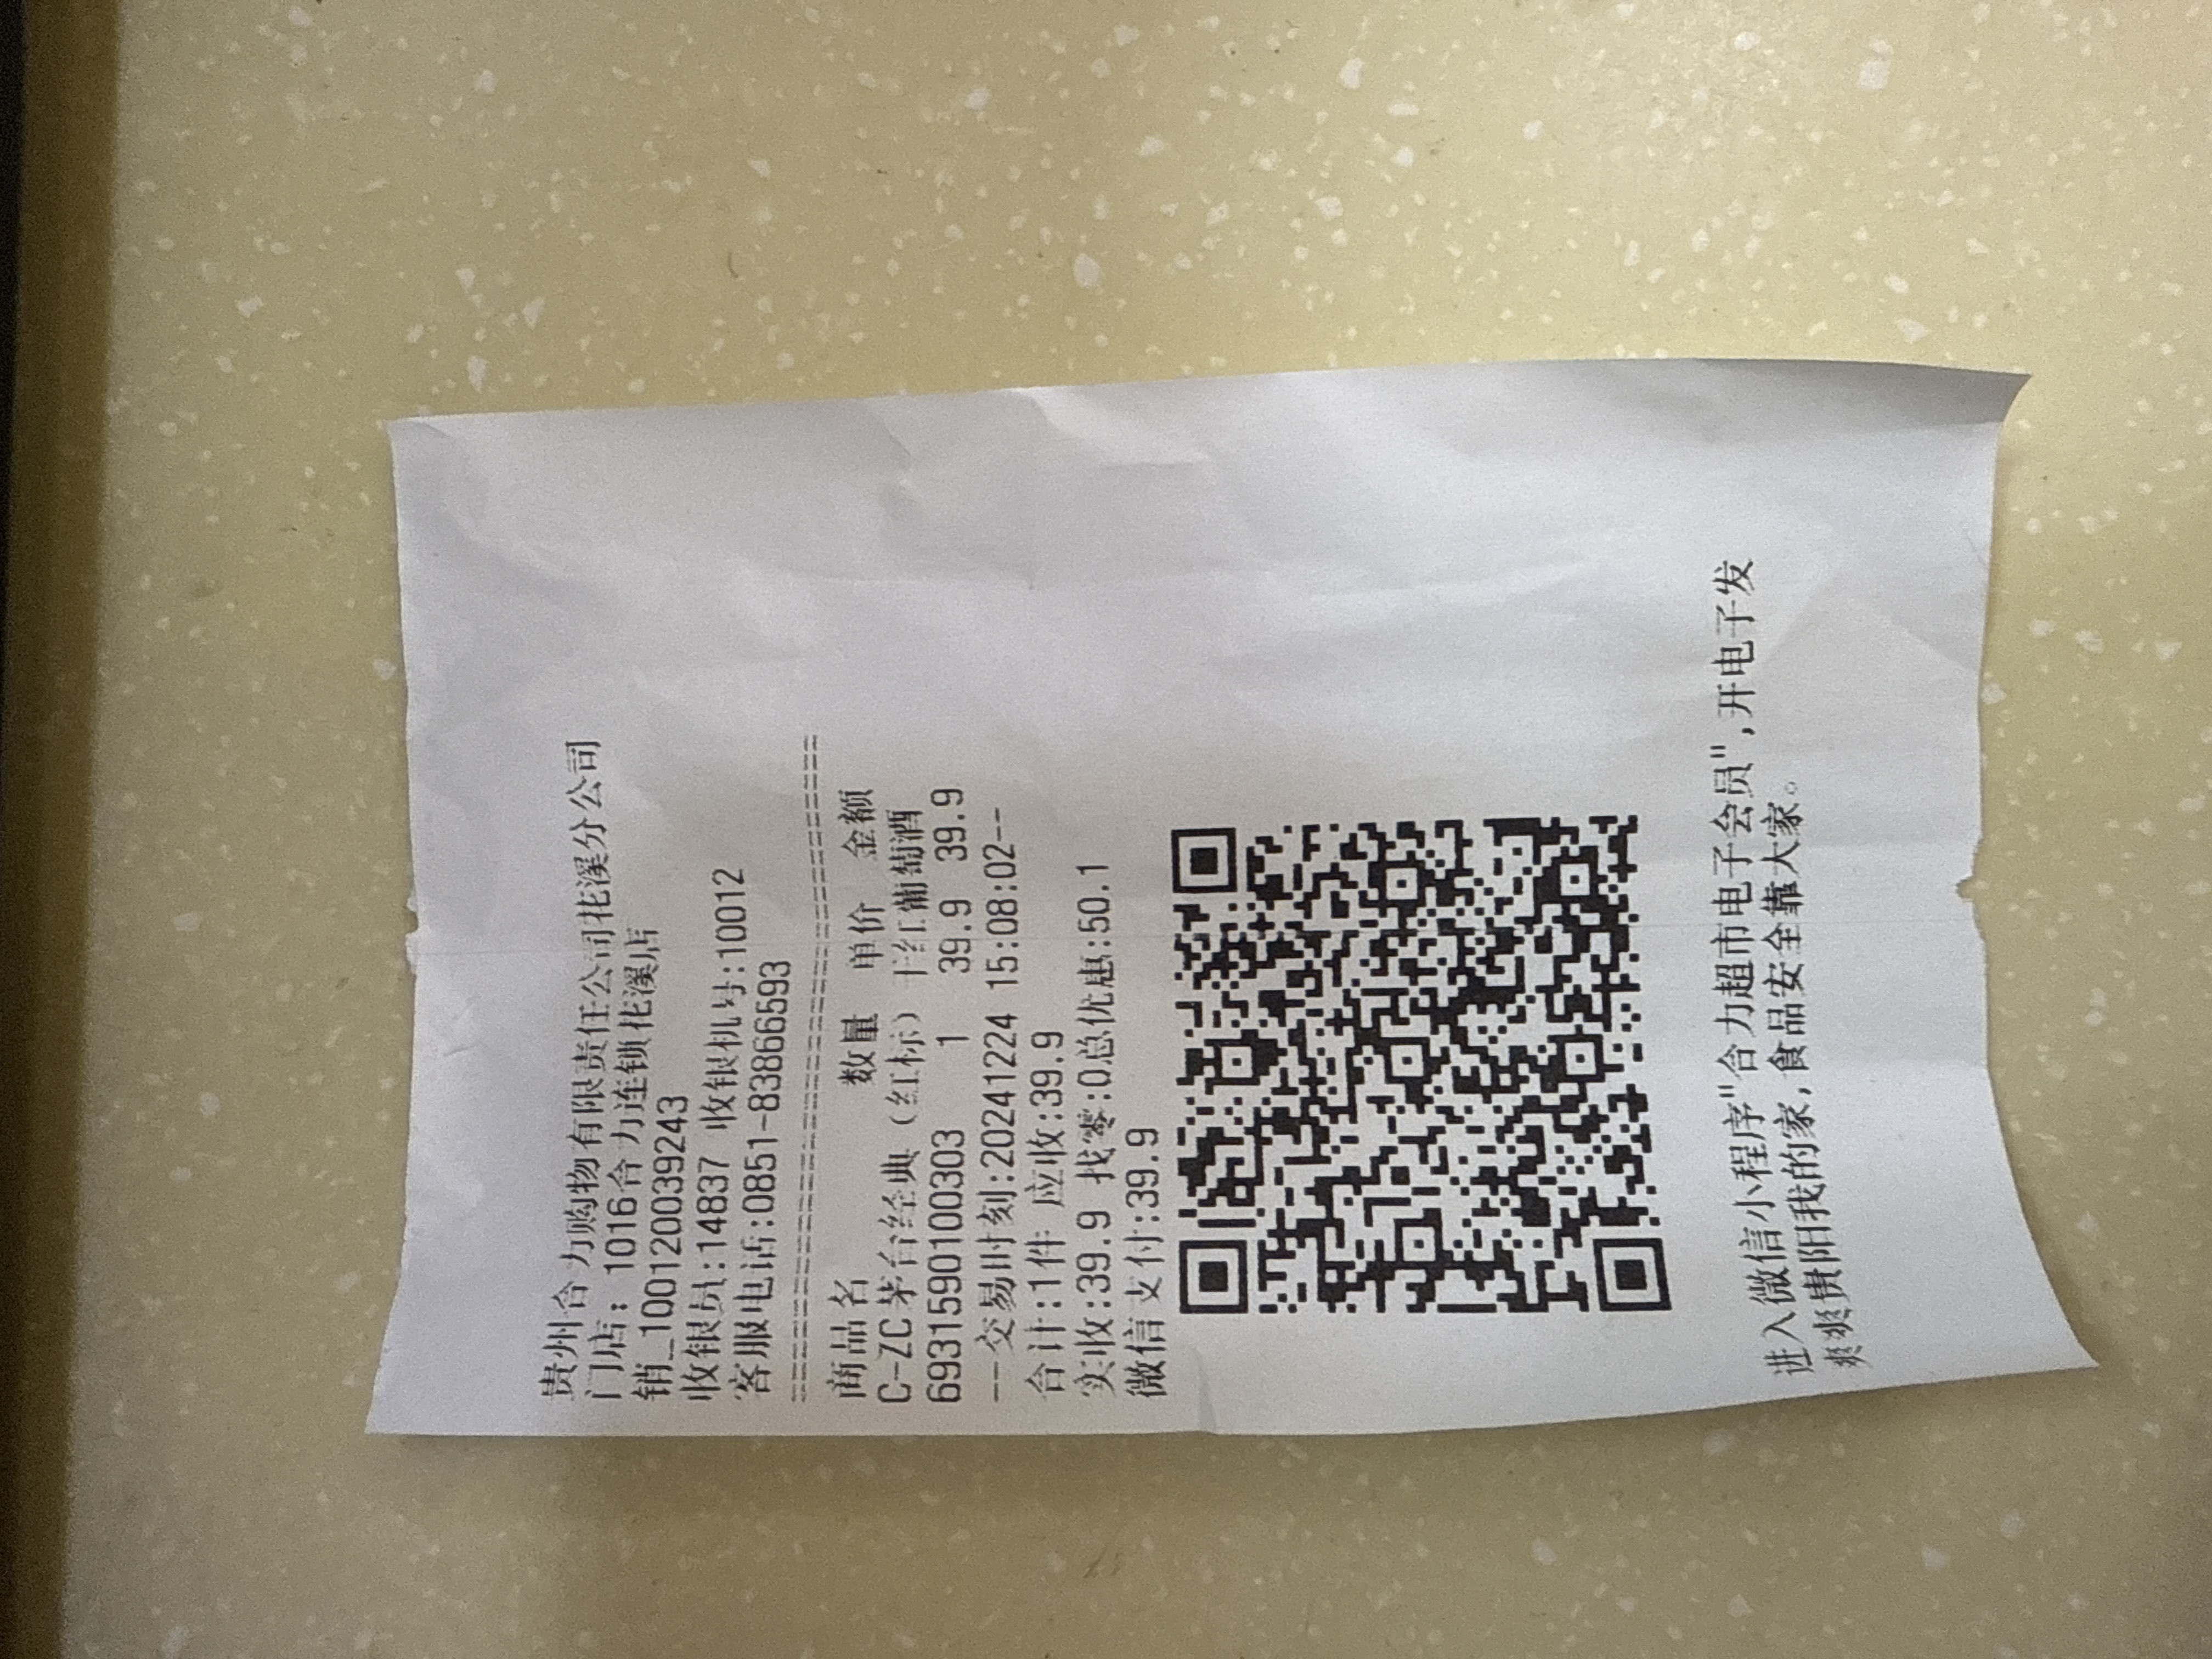 贵州合力购物有限责任公司花溪分公司
门店：1016合力连锁花溪店
销_100120039243
收银员:14837 收银机号:10012
客服电话:0851-83866593
================================
商品名 数量 单价 金额
C-ZC茅台经典（红标）干红葡萄酒
6931590100303 1 39.9 39.9
--交易时刻:20241224 15:08:02--
合计:1件 应收:39.9
实收:39.9 找零:0总优惠:50.1
微信支付:39.9
进入微信小程序"合力超市电子会员",开电子发
爽爽贵阳我的家,食品安全靠大家。